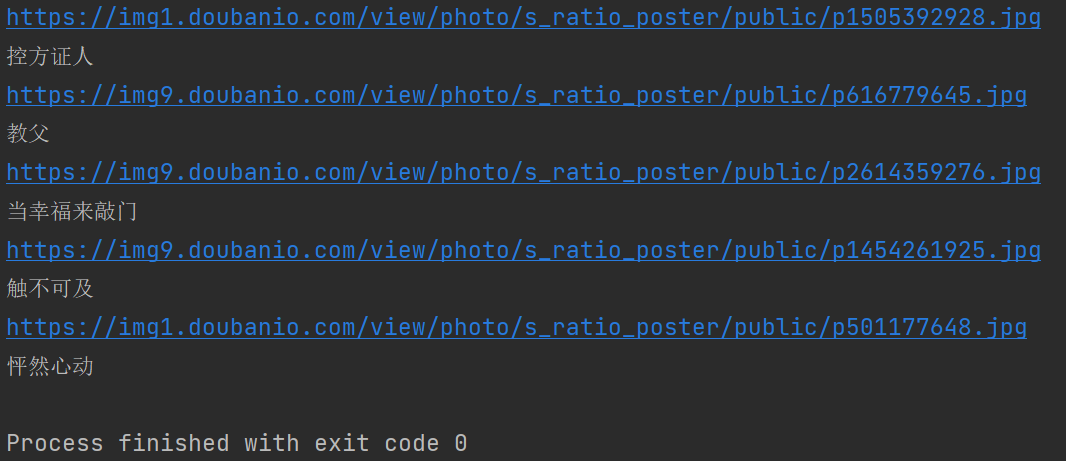 https://img1.doubanio.com/view/photo/s_ratio_poster/public/p1505392928.jpg
控方证人
https://img9.doubanio.com/view/photo/s_ratio_poster/public/p616779645.jpg
教父
https://img9.doubanio.com/view/photo/s_ratio_poster/public/p2614359276.jpg
当幸福来敲门
https://img9.doubanio.com/view/photo/s_ratio_poster/public/p1454261925.jpg
触不可及
https://img1.doubanio.com/view/photo/s_ratio_poster/public/p501177648.jpg
怦然心动
Process finished with exit code 0